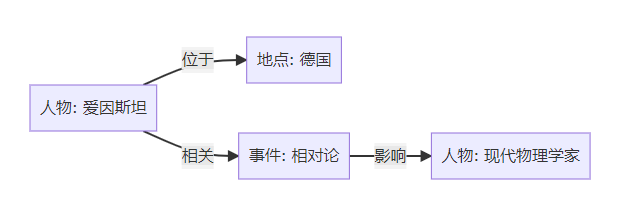 位于
地点: 德国
人物: 爱因斯坦
相关
事件: 相对论
影响
人物: 现代物理学家